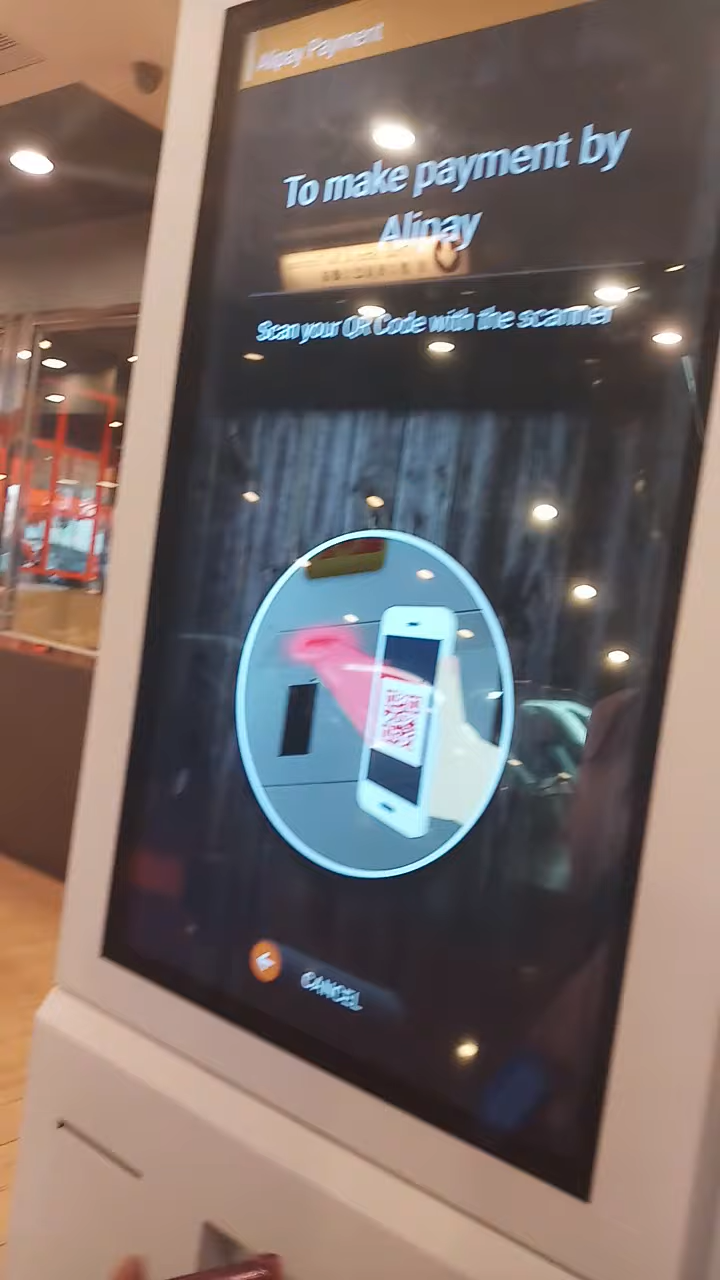 Alipay Payment
To make payment by
Alipay
Scan your QR Code with the scanner
CANCEL